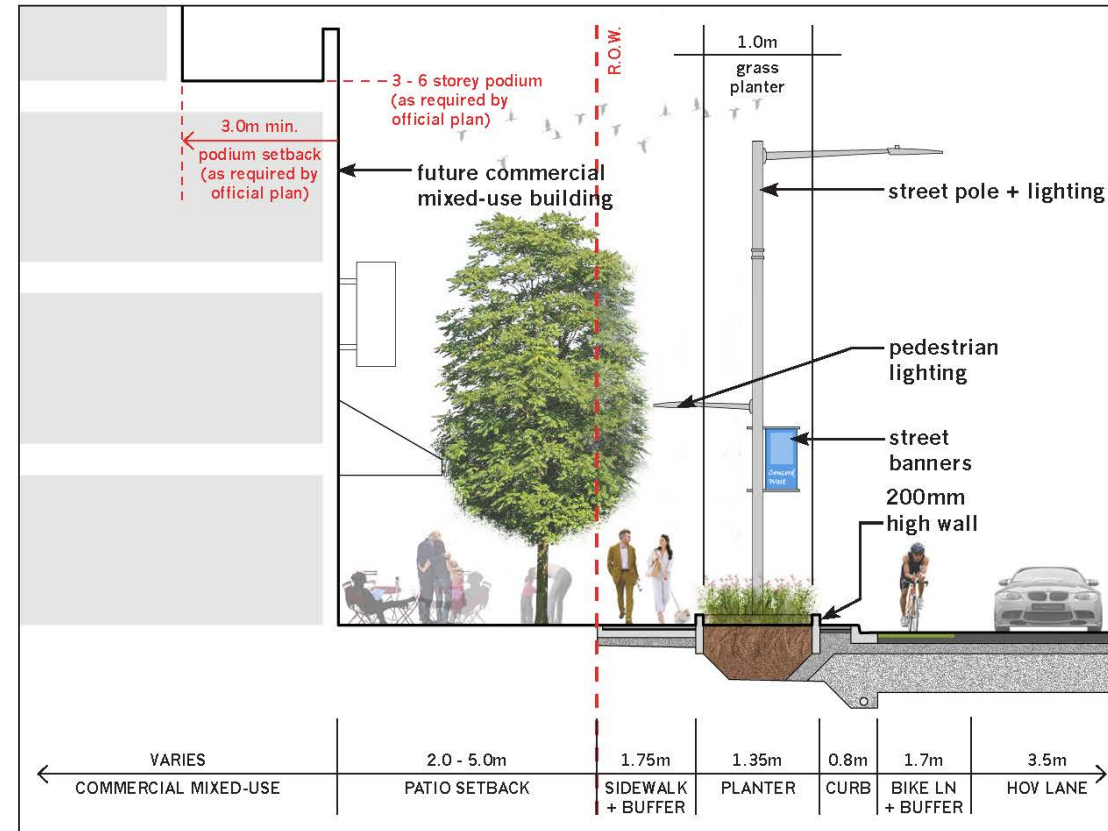 R.O.W.
1.0m
grass
planter
3 - 6 storey podium
(as required by
official plan)
3.0m min.
podium setback
(as required by
official plan)
future commercial
mixed-use building
street pole + lighting
pedestrian
lighting
street
banners
Concord
West
200mm
high wall
VARIES
2.0 - 5.0m
1.75m
1.35m
0.8m
1.7m
3.5m
COMMERCIAL MIXED-USE
PATIO SETBACK
SIDEWALK
+ BUFFER
PLANTER
CURB
BIKE LN
+ BUFFER
HOV LANE